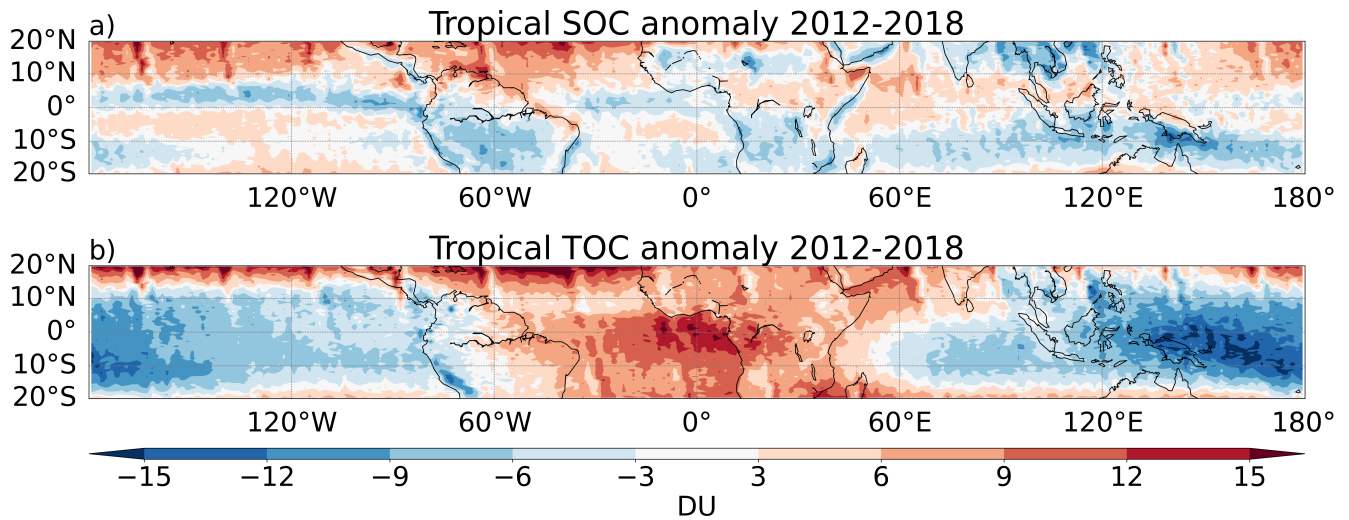 a) Tropical SOC anomaly 2012-2018
20°N
10°N
0°
10°S
20°S
120°W 60°W 0° 60°E 120°E 180°
b) Tropical TOC anomaly 2012-2018
20°N
10°N
0°
10°S
20°S
120°W 60°W 0° 60°E 120°E 180°
−15 −12 −9 −6 −3 3 6 9 12 15
DU